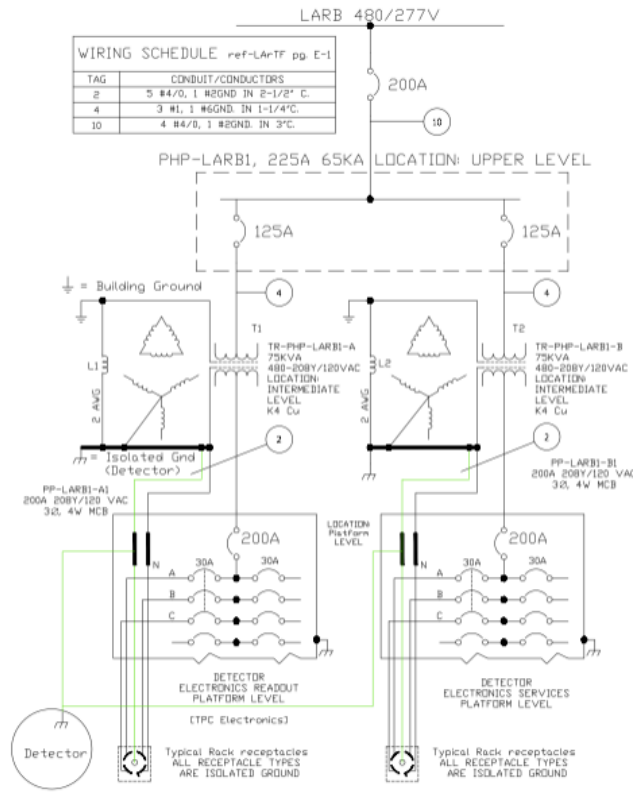 LARB 480/277V
WIRING SCHEDULE ref-LArTF pg. E-1
TAG CONDUIT/CONDUCTORS
2 5 #4/0, 1 #2GND IN 2-1/2" C.
4 3 #1, 1 #6GND. IN 1-1/4"C.
10 4 #4/0, 1 #2GND. IN 3"C.
200A
10
PHP-LARB1, 225A 65KA LOCATION: UPPER LEVEL
125A
125A
4
4
= Building Ground
T1
T2
L1
2 AWG
TR-PHP-LARB1-A
75KVA
480-208Y/120VAC
LOCATION:
INTERMEDIATE
LEVEL
K4 Cu
L2
2 AWG
TR-PHP-LARB1-B
75KVA
480-208Y/120VAC
LOCATION:
INTERMEDIATE
LEVEL
K4 Cu
2
2
= Isolated Gnd
(Detector)
PP-LARB1-A1
200A 208Y/120 VAC
3Ø, 4W MCB
PP-LARB1-B1
200A 208Y/120 VAC
3Ø, 4W MCB
LOCATION:
Platform
LEVEL
200A
N
30A
30A
A
B
C
200A
N
30A
30A
A
B
C
DETECTOR
ELECTRONICS READOUT
PLATFORM LEVEL
(TPC Electronics)
DETECTOR
ELECTRONICS SERVICES
PLATFORM LEVEL
Detector
Typical Rack receptacles
ALL RECEPTACLE TYPES
ARE ISOLATED GROUND
Typical Rack receptacles
ALL RECEPTACLE TYPES
ARE ISOLATED GROUND